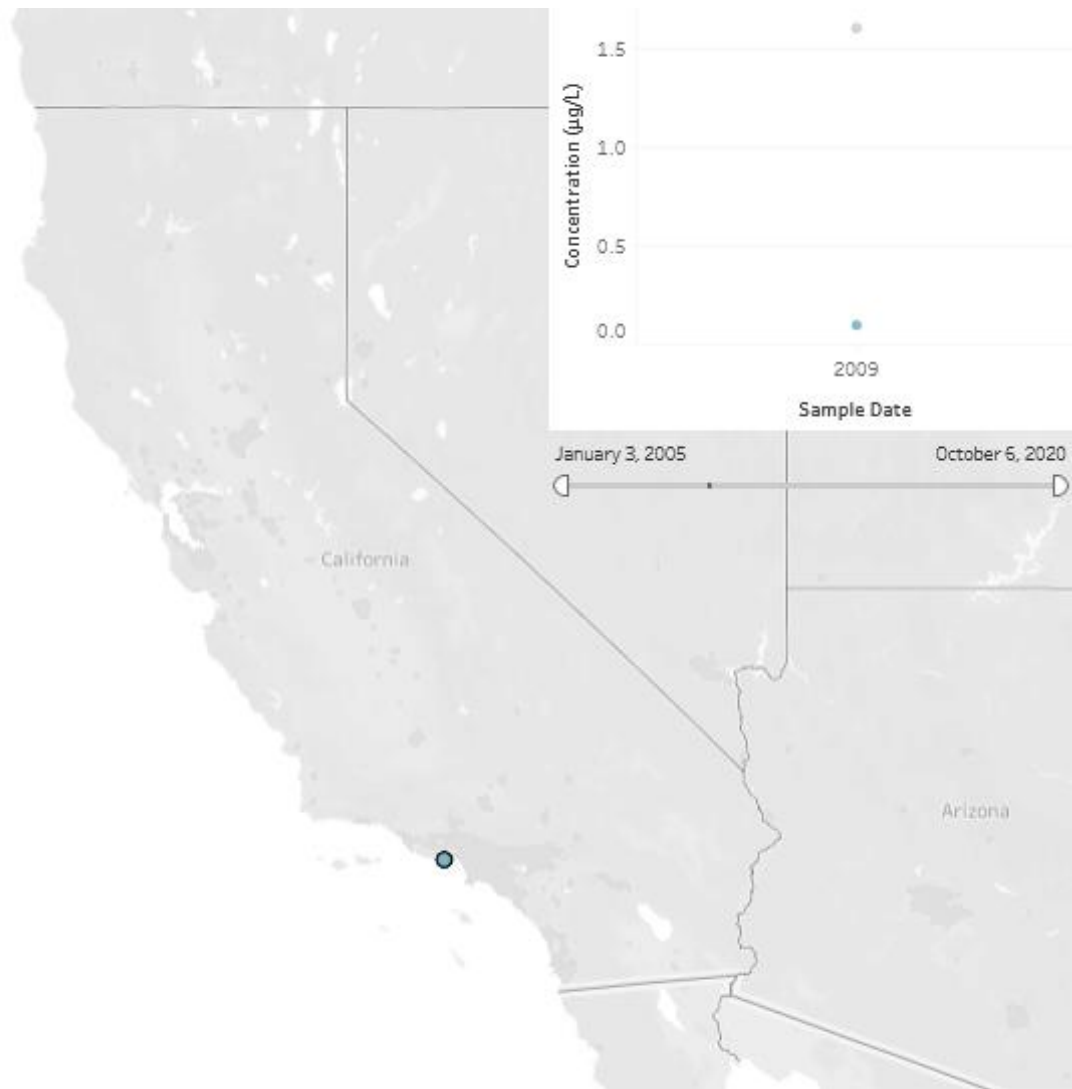 1.5
1.0
0.5
0.0
Concentration (µg/L)
2009
Sample Date
January 3, 2005
October 6, 2020
California
Arizona